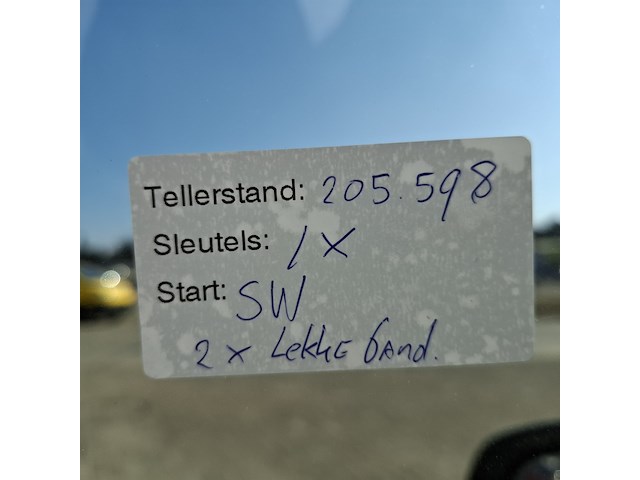 Tellerstand: 205.598
Sleutels: 1X
Start: SW
2 x Lekke band.